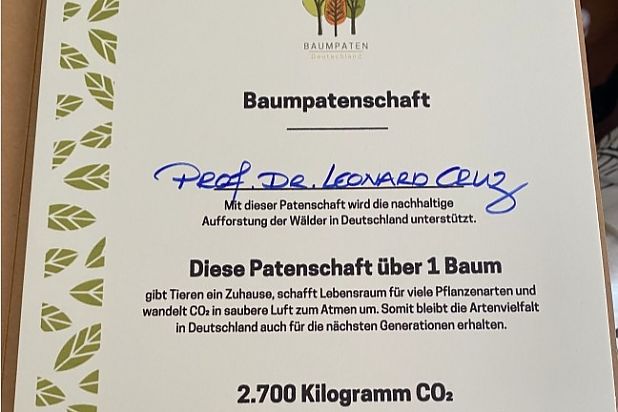 BAUMPATEN
Deutschland
Baumpatenschaft
PROF. DR. LEONARD CRUZ
Mit dieser Patenschaft wird die nachhaltige
Aufforstung der Wälder in Deutschland unterstützt.
Diese Patenschaft über 1 Baum
gibt Tieren ein Zuhause, schafft Lebensraum für viele Pflanzenarten und
wandelt CO₂ in saubere Luft zum Atmen um. Somit bleibt die Artenvielfalt
in Deutschland auch für die nächsten Generationen erhalten.
2.700 Kilogramm CO₂